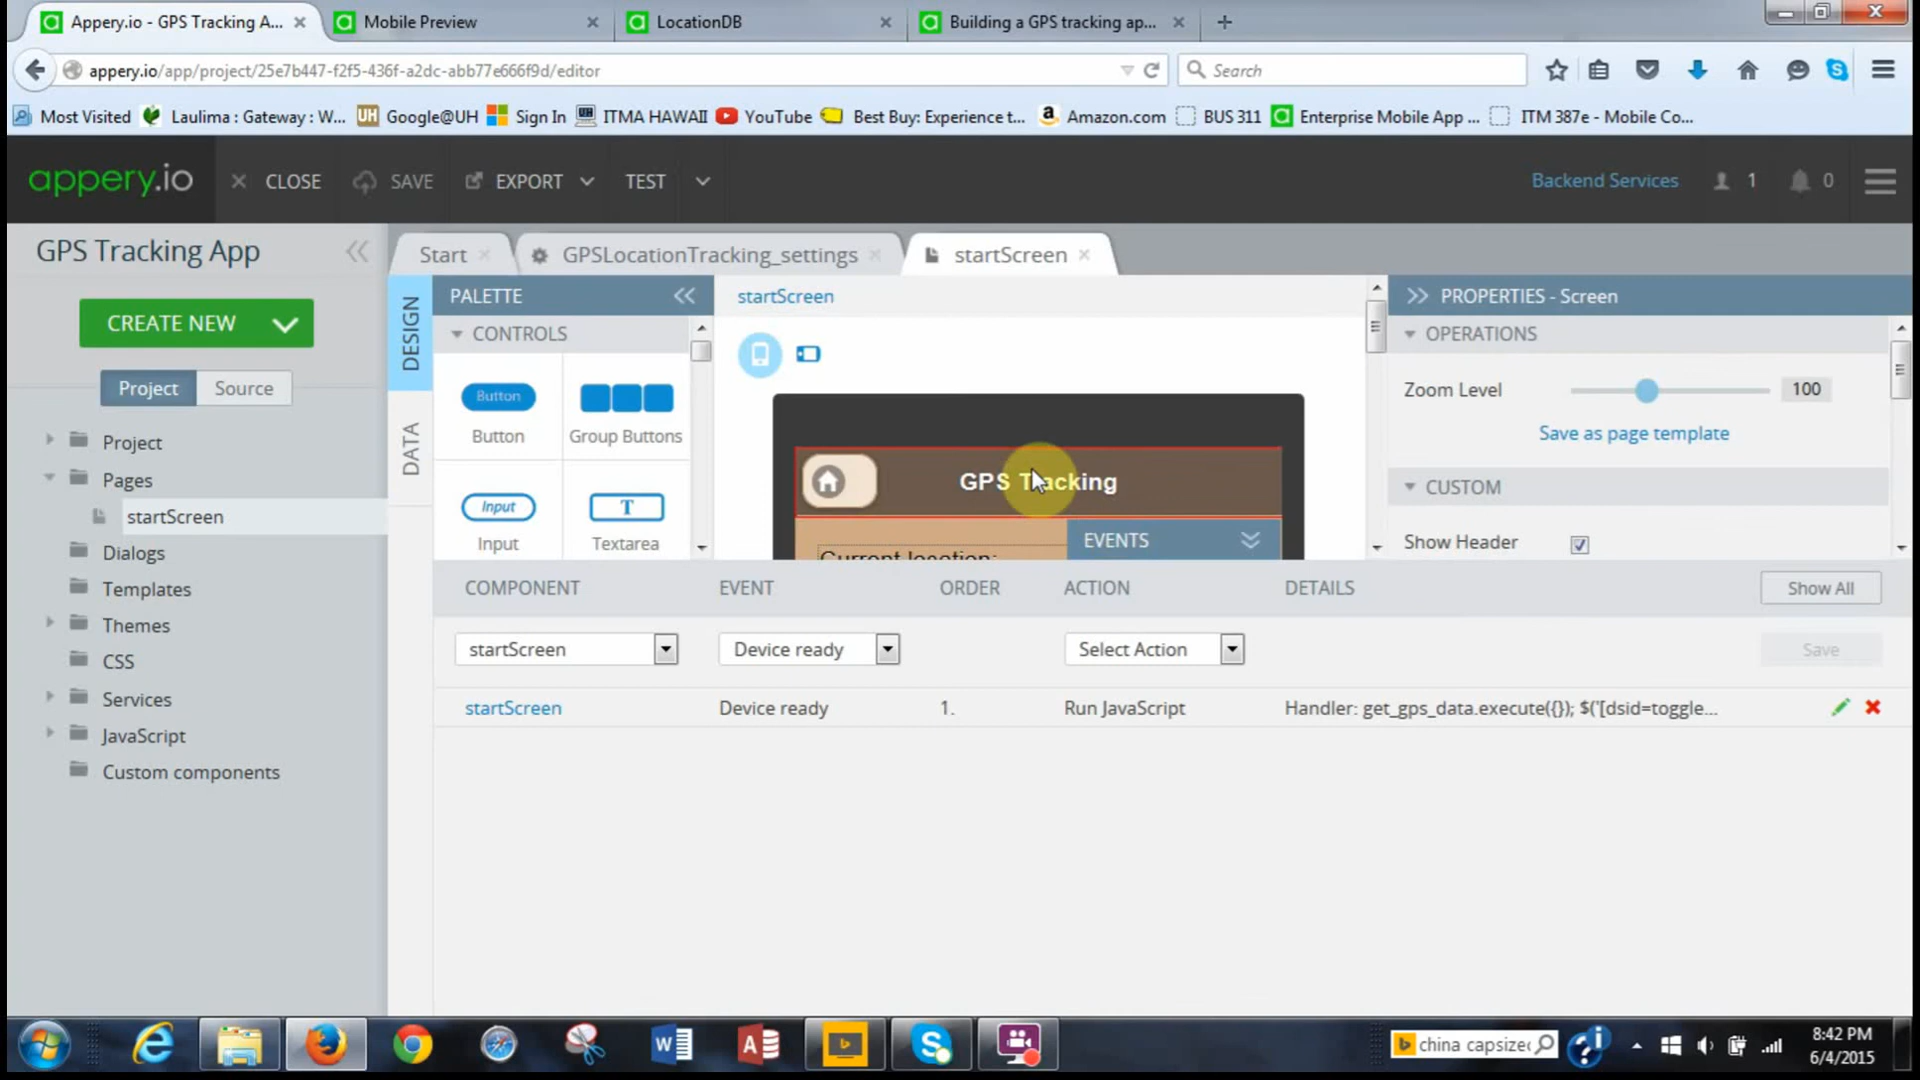 Appery.io - GPS Tracking A...
Mobile Preview
LocationDB
Building a GPS tracking ap...
appery.io/app/project/25e7b447-f2f5-436f-a2dc-abb77e666f9d/editor
Search
Most Visited
Laulima : Gateway : W...
UH Google@UH
Sign In
ITMA HAWAII
YouTube
Best Buy: Experience t...
Amazon.com
BUS 311
Enterprise Mobile App ...
ITM 387e - Mobile Co...
appery.io
CLOSE
SAVE
EXPORT
TEST
Backend Services
1
0
GPS Tracking App
Start
GPSLocationTracking_settings
startScreen
CREATE NEW
Project
Source
Project
Pages
startScreen
Dialogs
Templates
Themes
CSS
Services
JavaScript
Custom components
DESIGN
DATA
PALETTE
CONTROLS
Button
Button
Group Buttons
Input
Input
T
Textarea
startScreen
GPS Tracking
Current location:
EVENTS
PROPERTIES - Screen
OPERATIONS
Zoom Level
100
Save as page template
CUSTOM
Show Header
COMPONENT EVENT ORDER ACTION DETAILS
Show All
startScreen Device ready Select Action
Save
startScreen Device ready 1. Run JavaScript Handler: get_gps_data.execute({}); $('[dsid=toggle...
china capsized
8:42 PM
6/4/2015